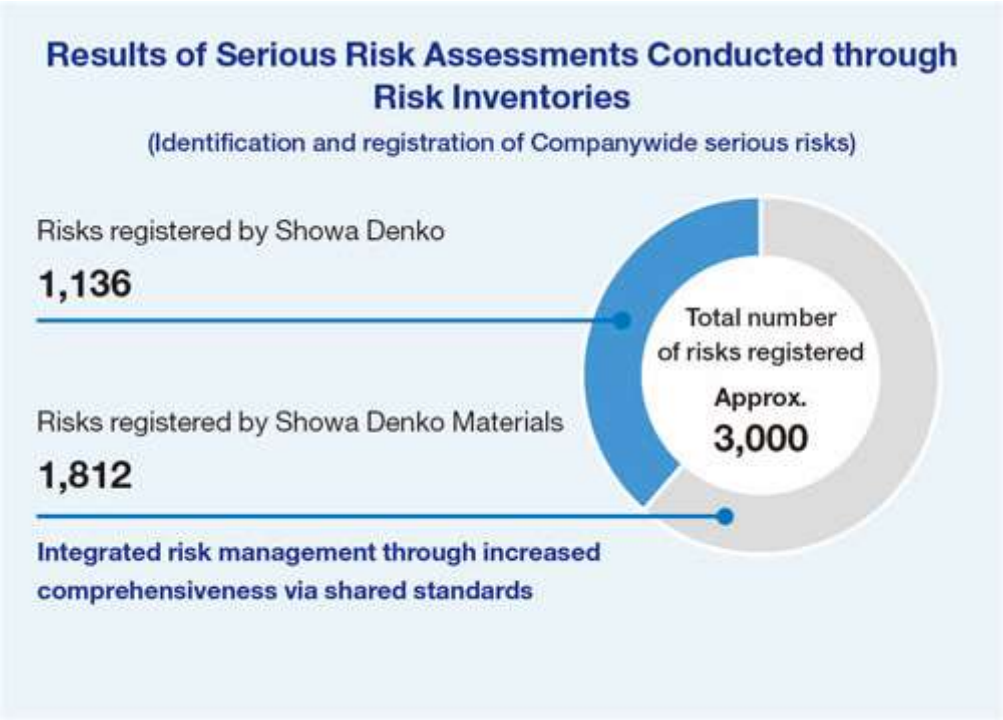 Results of Serious Risk Assessments Conducted through
Risk Inventories
(Identification and registration of Companywide serious risks)
Risks registered by Showa Denko
1,136
Risks registered by Showa Denko Materials
1,812
Integrated risk management through increased
comprehensiveness via shared standards
Total number
of risks registered
Approx.
3,000